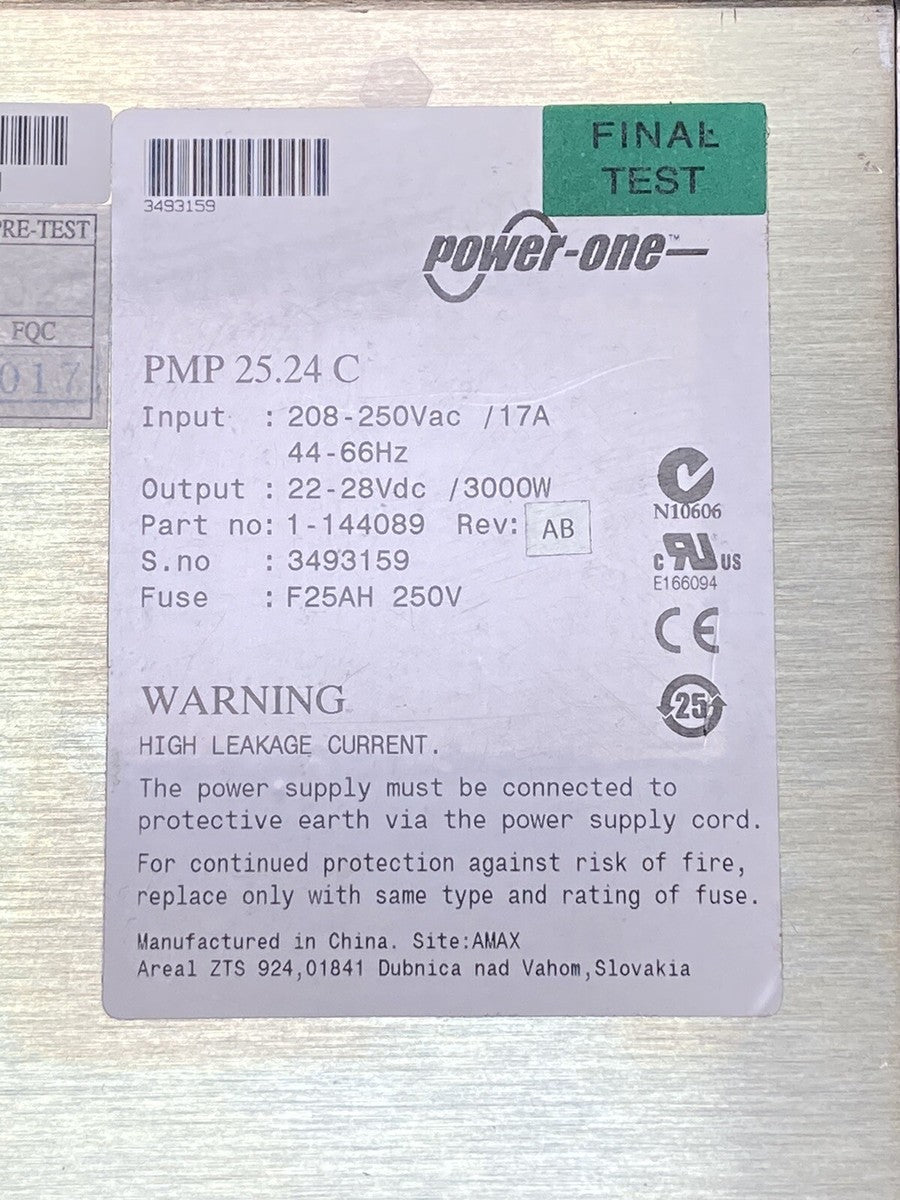 FINAL
TEST
3493159
power-one™
PRE-TEST
FQC
017
PMP 25.24 C
Input : 208-250Vac /17A
44-66Hz
Output : 22-28Vdc /3000W
Part no: 1-144089 Rev: AB
S.no : 3493159
Fuse : F25AH 250V
N10606
c RU US
E166094
CE
25
WARNING
HIGH LEAKAGE CURRENT.
The power supply must be connected to
protective earth via the power supply cord.
For continued protection against risk of fire,
replace only with same type and rating of fuse.
Manufactured in China. Site:AMAX
Areal ZTS 924,01841 Dubnica nad Vahom,Slovakia